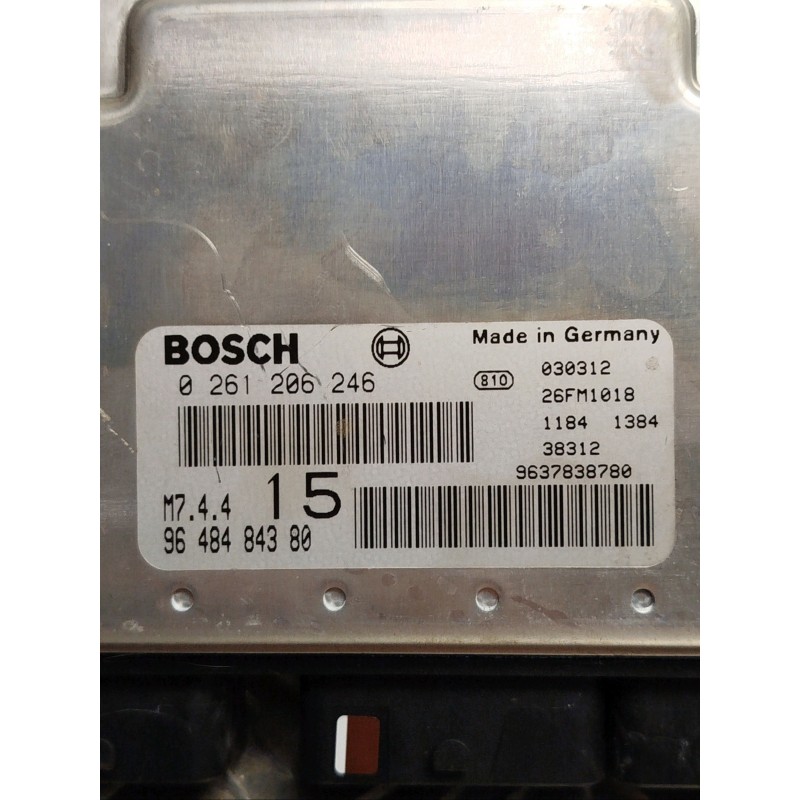 BOSCH
Made in Germany
0 261 206 246
810
030312
26FM1018
1184 1384
38312
9637838780
M7.4.4
15
96 484 843 80